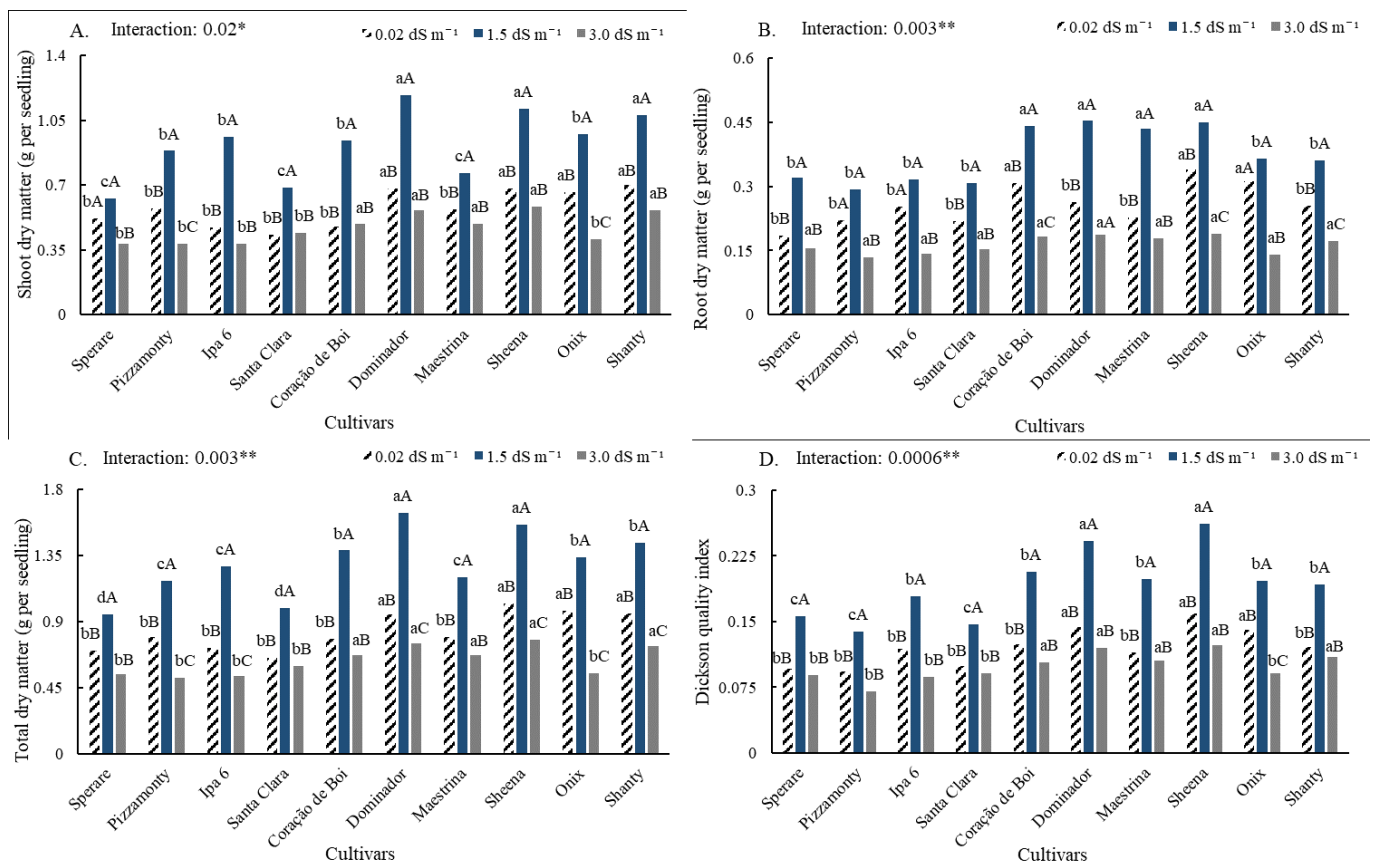 A. Interaction: 0.02*
0.02 dS m⁻¹ 1.5 dS m⁻¹ 3.0 dS m⁻¹
Shoot dry matter (g per seedling)
1.4
1.05
0.7
0.35
0
bA cA bB
bB bA bC
bB bA bB
bB cA bB
bB bA aB
aB aA aB
bB cA aB
aB aA aB
aB bA bC
aB aA aB
Sperare
Pizzamonty
Ipa 6
Santa Clara
Coração de Boi
Dominador
Maestrina
Sheena
Onix
Shanty
Cultivars
B. Interaction: 0.003**
0.02 dS m⁻¹ 1.5 dS m⁻¹ 3.0 dS m⁻¹
Root dry matter (g per seedling)
0.6
0.45
0.3
0.15
0
bB bA aB
bA bA aB
bA bA aB
bB bA aB
aB aA aC
bB aA aA
bB aA aB
aB aA aC
aA bA aB
bB bA aC
Sperare
Pizzamonty
Ipa 6
Santa Clara
Coração de Boi
Dominador
Maestrina
Sheena
Onix
Shanty
Cultivars
C. Interaction: 0.003**
0.02 dS m⁻¹ 1.5 dS m⁻¹ 3.0 dS m⁻¹
Total dry matter (g per seedling)
1.8
1.35
0.9
0.45
0
bB dA bB
bB cA bC
bB cA bB
bB dA bB
bB bA aB
aB aA aC
bB cA aB
aB aA aC
aB bA bC
aB bA aC
Sperare
Pizzamonty
Ipa 6
Santa Clara
Coração de Boi
Dominador
Maestrina
Sheena
Onix
Shanty
Cultivars
D. Interaction: 0.0006**
0.02 dS m⁻¹ 1.5 dS m⁻¹ 3.0 dS m⁻¹
Dickson quality index
0.3
0.225
0.15
0.075
0
bB cA bB
bB cA bB
bB bA bB
bB cA bB
bB bA aB
aB aA aB
bB bA aB
aB aA aB
aB bA bC
bB bA aB
Sperare
Pizzamonty
Ipa 6
Santa Clara
Coração de Boi
Dominador
Maestrina
Sheena
Onix
Shanty
Cultivars